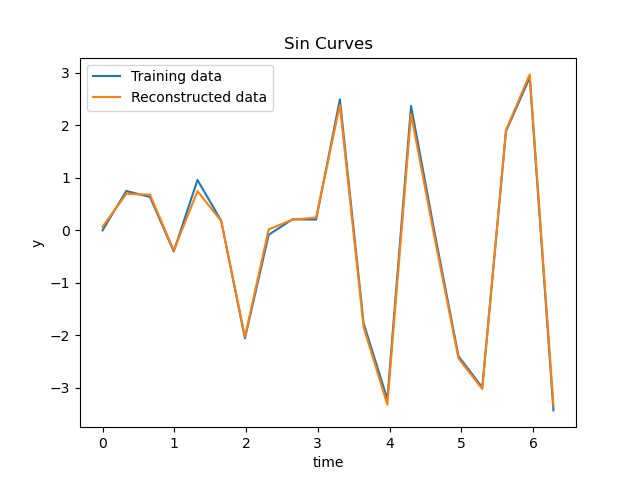 Sin Curves
Training data
Reconstructed data
3
2
1
0
−1
−2
−3
y
0 1 2 3 4 5 6
time